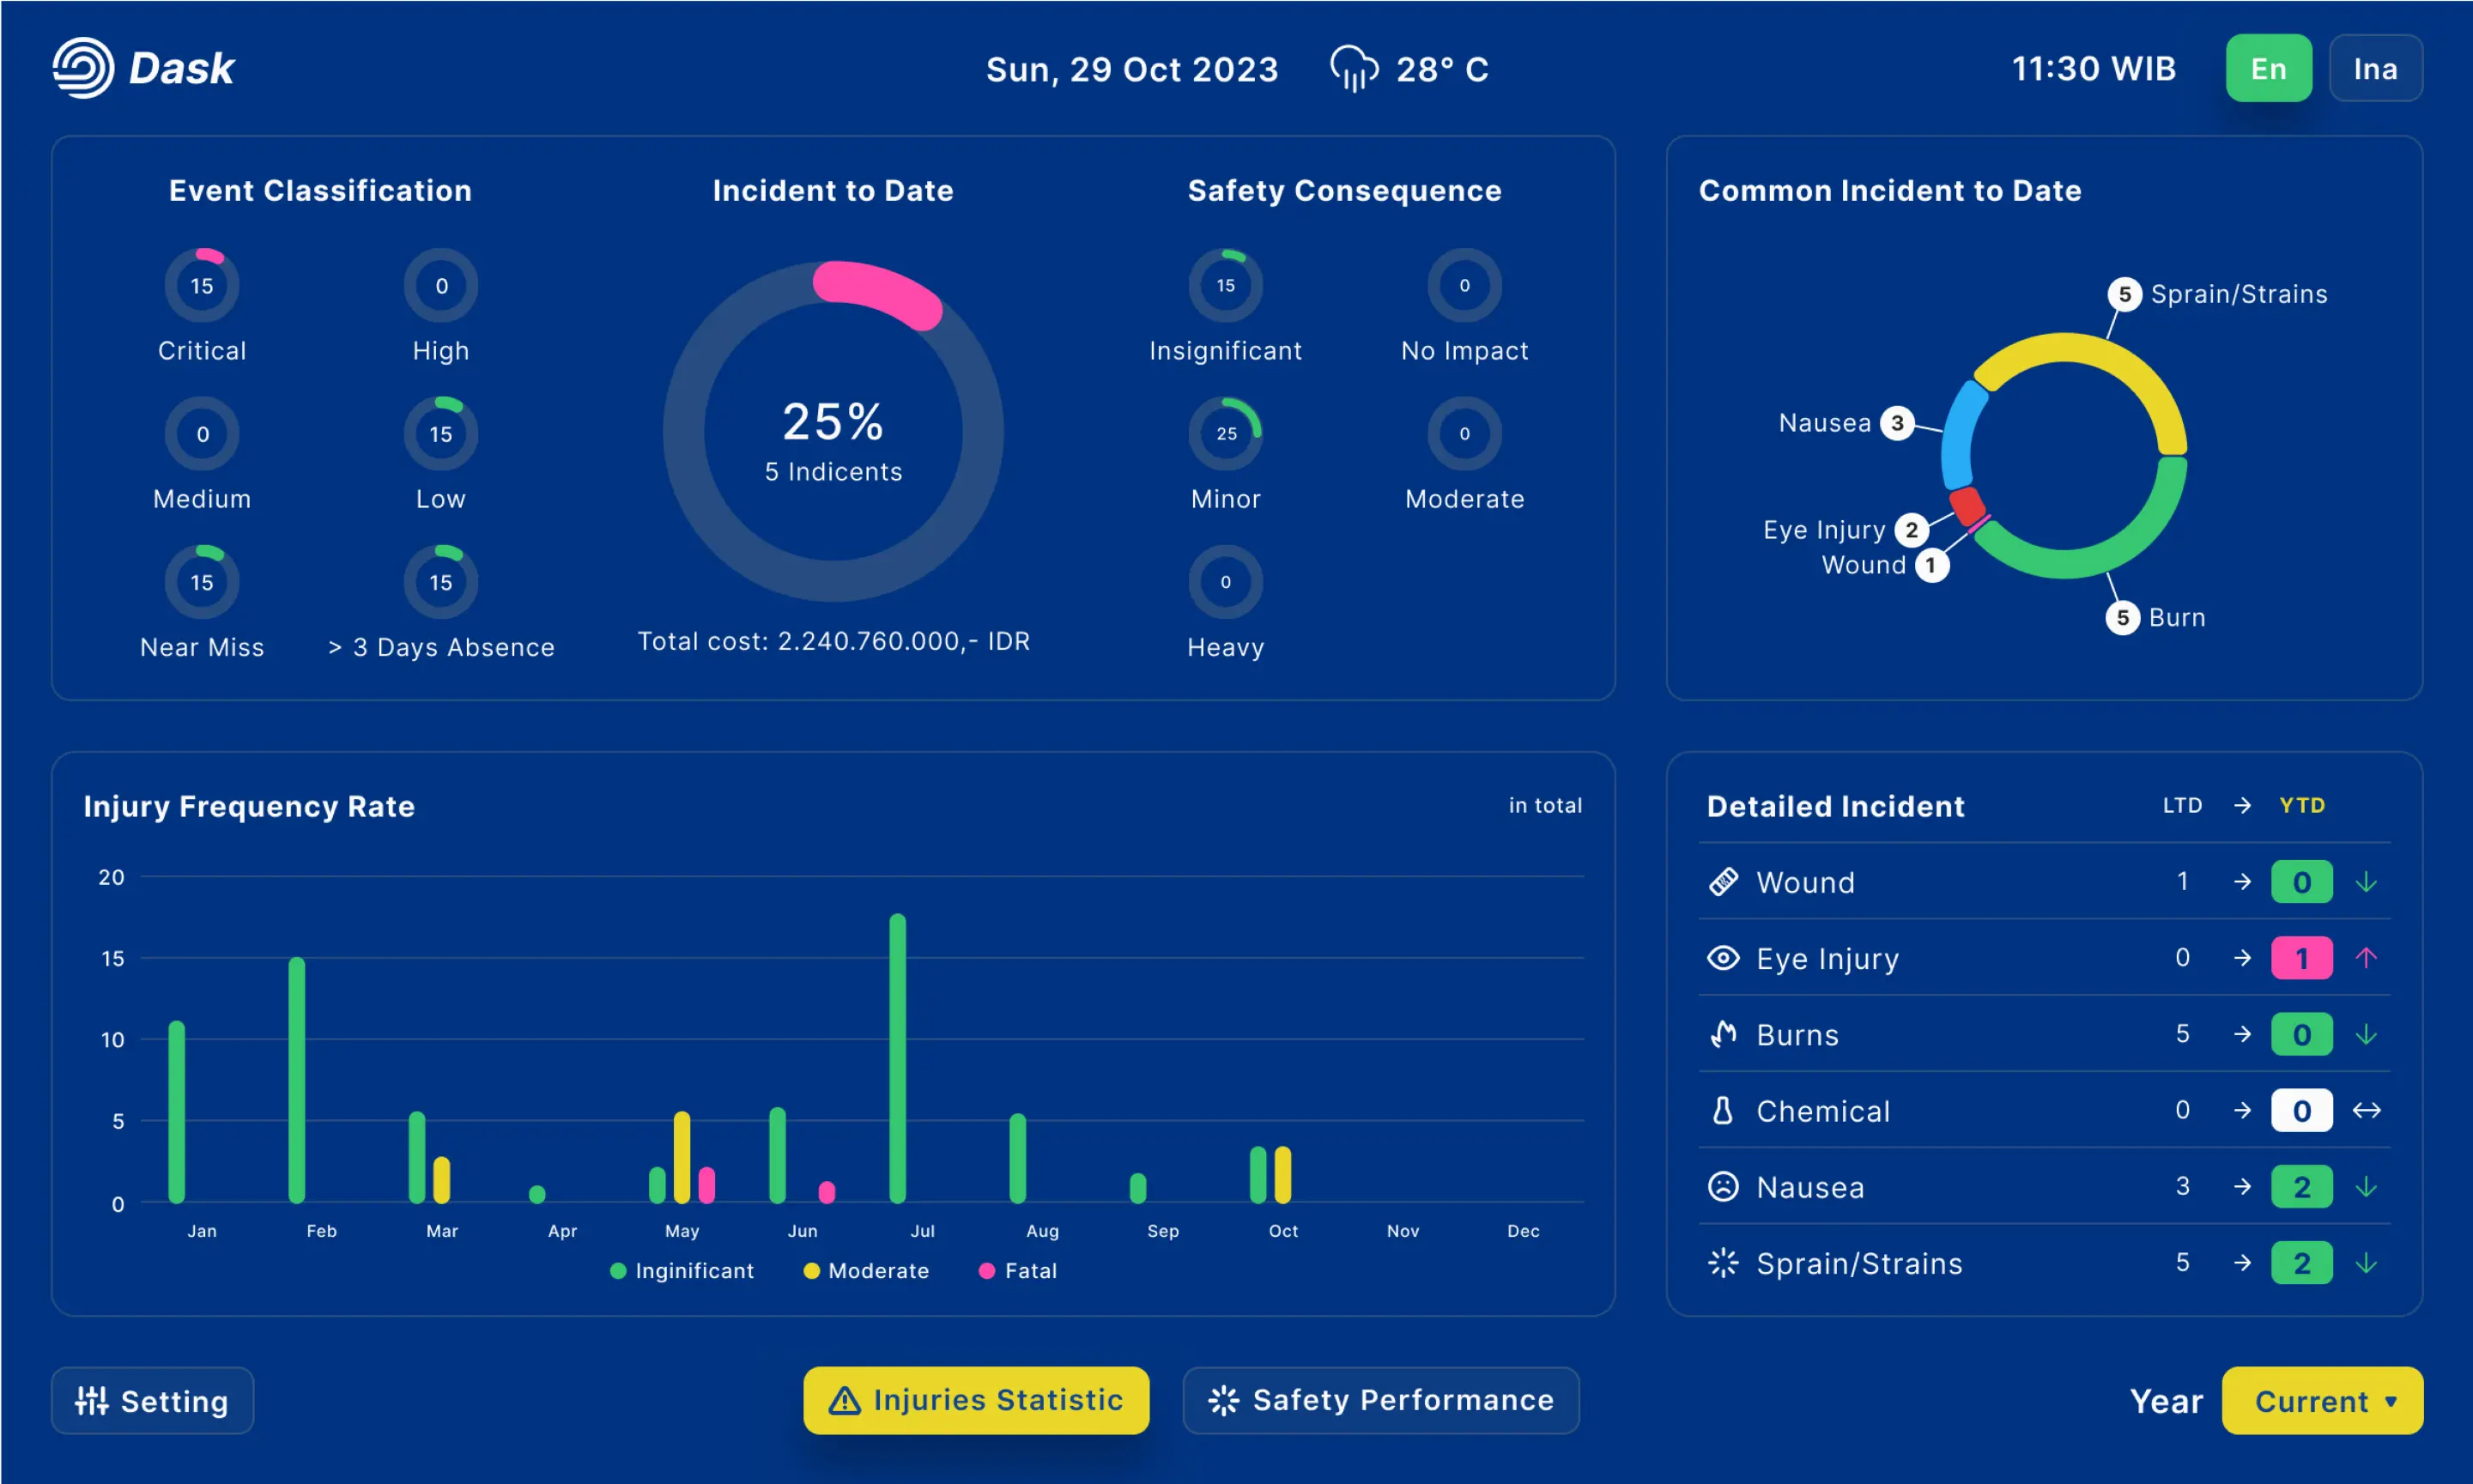 Dask
Sun, 29 Oct 2023
28° C
11:30 WIB
En
Ina
Event Classification
15
Critical
0
High
0
Medium
15
Low
15
Near Miss
15
> 3 Days Absence
Incident to Date
25%
5 Indicents
Total cost: 2.240.760.000,- IDR
Safety Consequence
15
Insignificant
0
No Impact
25
Minor
0
Moderate
0
Heavy
Common Incident to Date
5 Sprain/Strains
Nausea 3
Eye Injury 2
Wound 1
5 Burn
Injury Frequency Rate
in total
20
15
10
5
0
Jan Feb Mar Apr May Jun Jul Aug Sep Oct Nov Dec
Inginificant Moderate Fatal
Detailed Incident LTD → YTD
Wound 1 → 0 ↓
Eye Injury 0 → 1 ↑
Burns 5 → 0 ↓
Chemical 0 → 0 ↔
Nausea 3 → 2 ↓
Sprain/Strains 5 → 2 ↓
Setting
Injuries Statistic
Safety Performance
Year
Current ▾